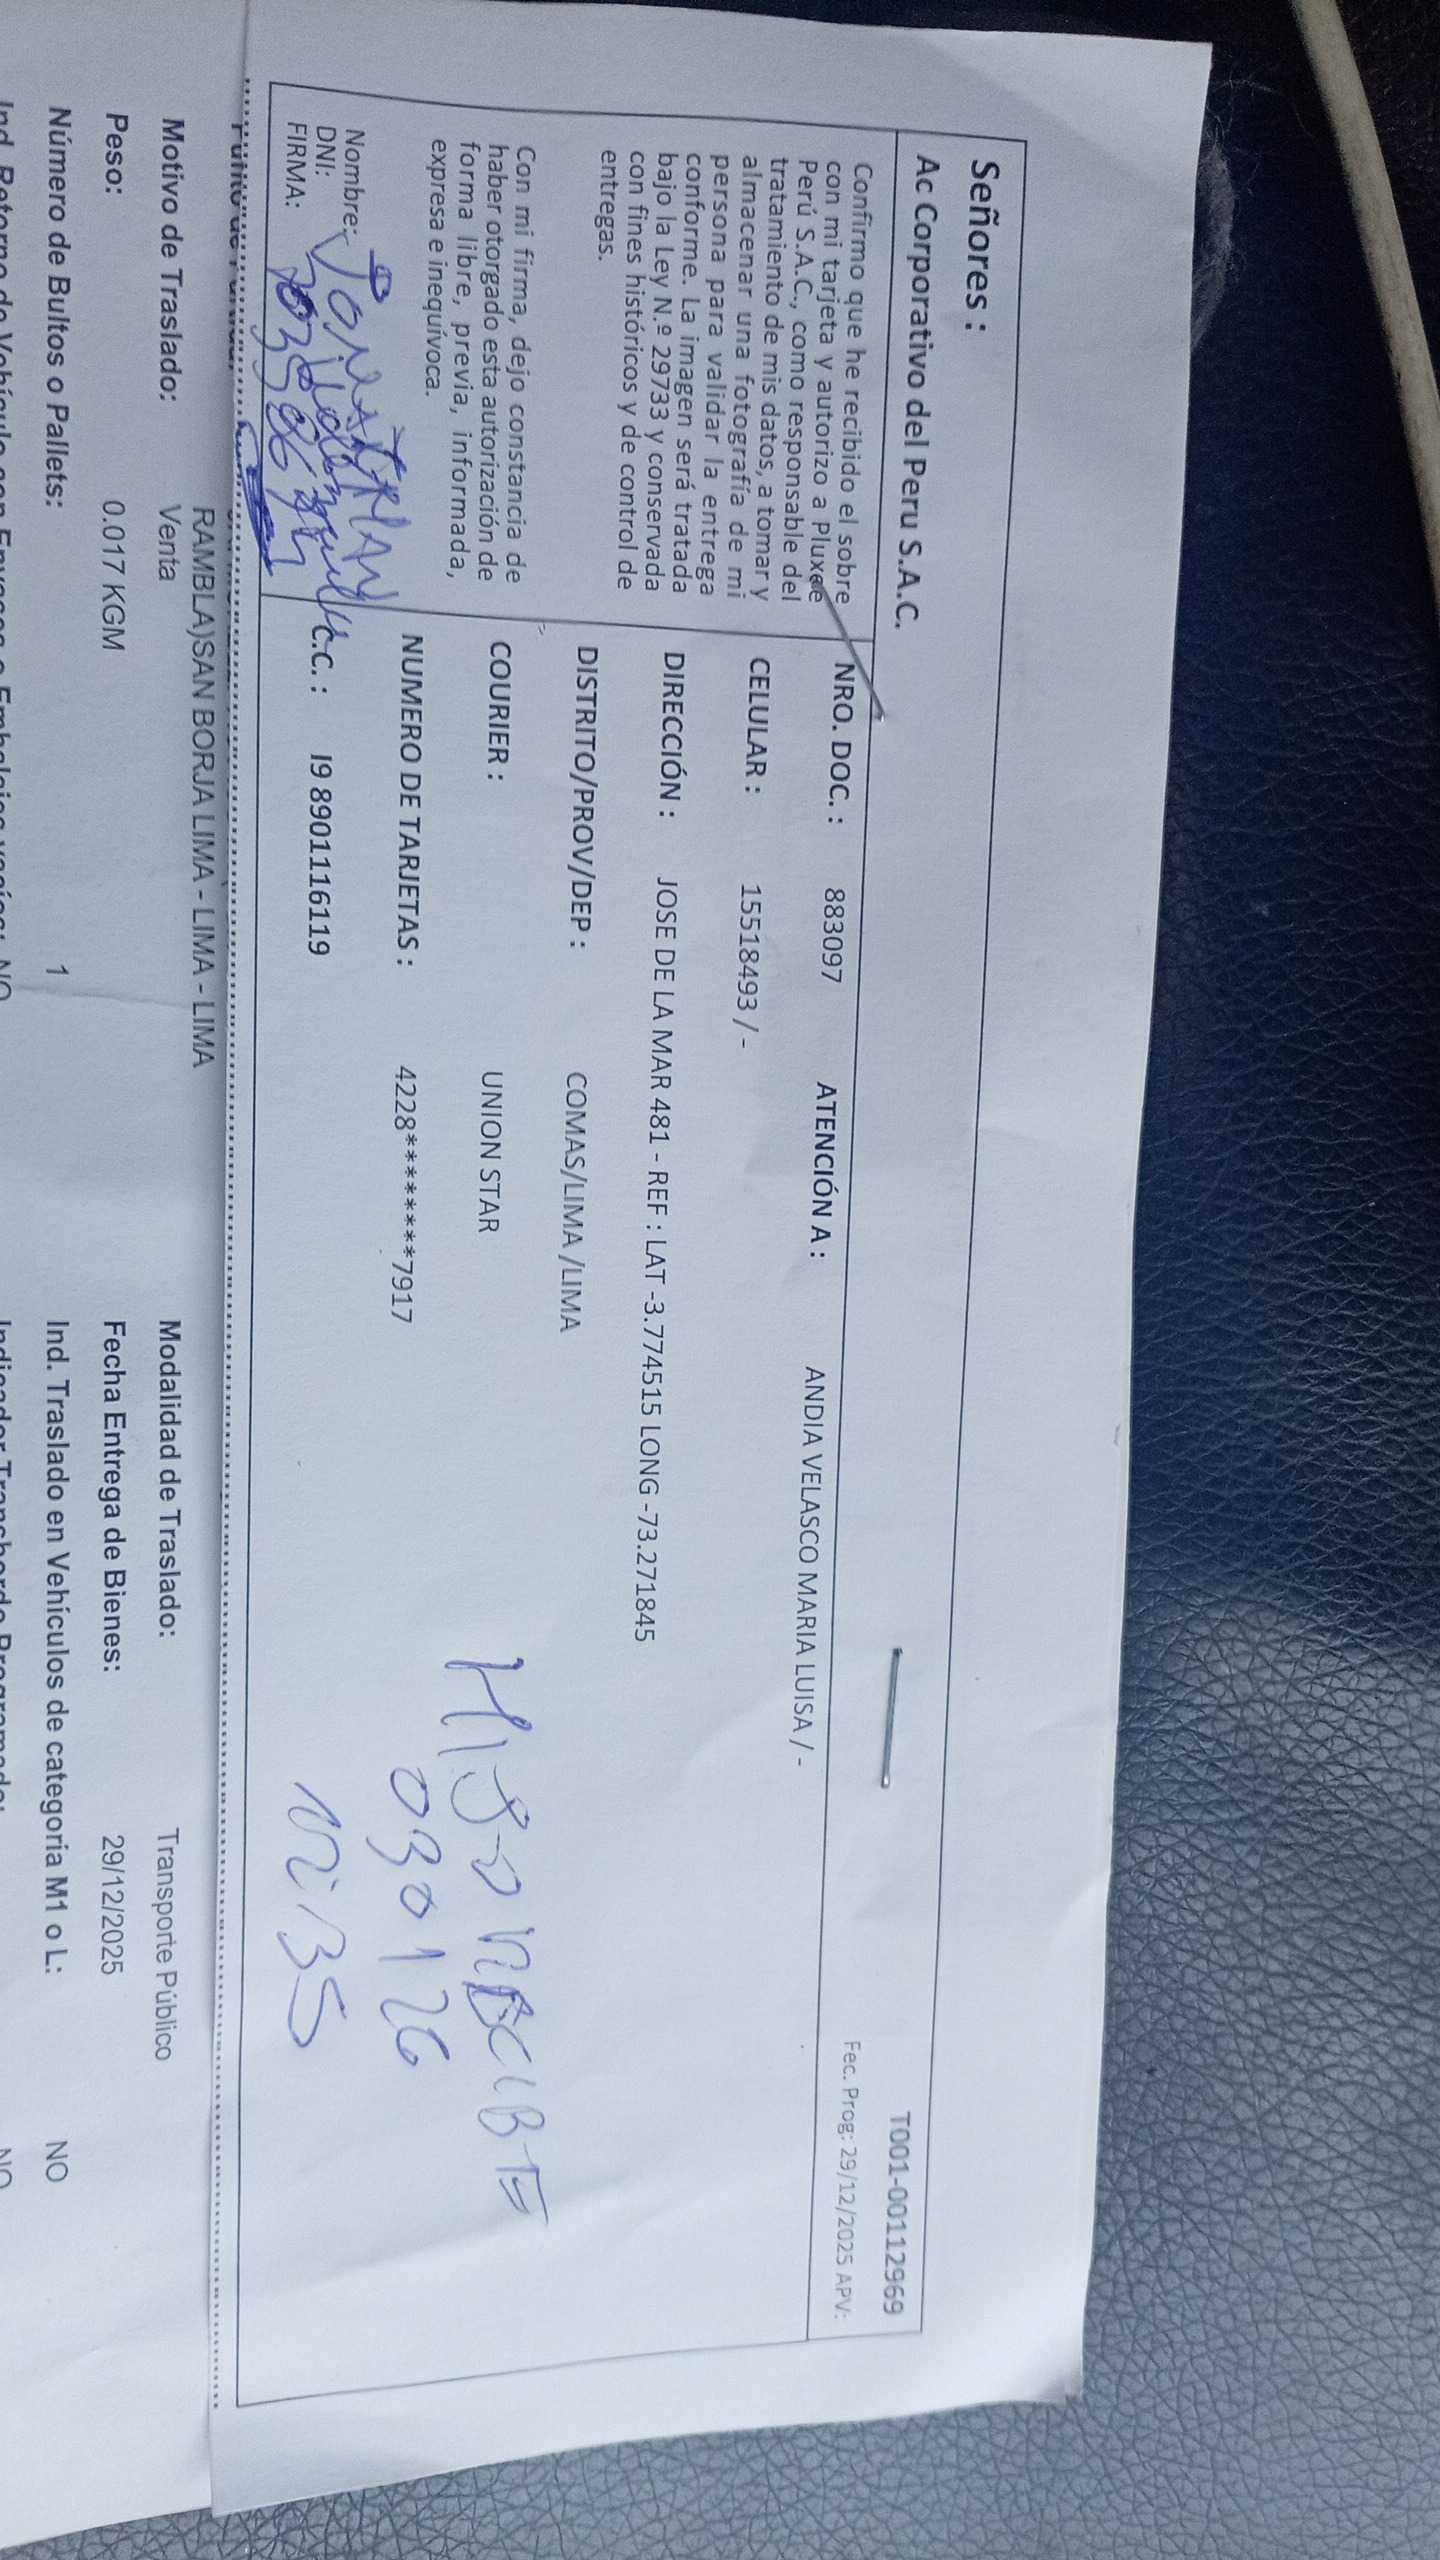 Señores :
Ac Corporativo del Peru S.A.C.
T001-00112969
Fec. Prog: 29/12/2025 APV:
Confirmo que he recibido el sobre
con mi tarjeta y autorizo a Pluxee
Perú S.A.C., como responsable del
tratamiento de mis datos, a tomar y
almacenar una fotografía de mi
persona para validar la entrega
conforme. La imagen será tratada
bajo la Ley N.º 29733 y conservada
con fines históricos y de control de
entregas.
Con mi firma, dejo constancia de
haber otorgado esta autorización de
forma libre, previa, informada,
expresa e inequívoca.
Nombre:
DNI:
FIRMA:
NRO. DOC. : 883097 ATENCIÓN A : ANDIA VELASCO MARIA LUISA / -
CELULAR : 15518493 / -
DIRECCIÓN : JOSE DE LA MAR 481 - REF : LAT -3.774515 LONG -73.271845
DISTRITO/PROV/DEP : COMAS/LIMA /LIMA
COURIER : UNION STAR
NUMERO DE TARJETAS : 4228********7917
C.C. : I9 8901116119
030126
RAMBLA)SAN BORJA LIMA - LIMA - LIMA
Motivo de Traslado: Venta Modalidad de Traslado: Transporte Público
Peso: 0.017 KGM Fecha Entrega de Bienes: 29/12/2025
Número de Bultos o Pallets: 1 Ind. Traslado en Vehículos de categoría M1 o L: NO